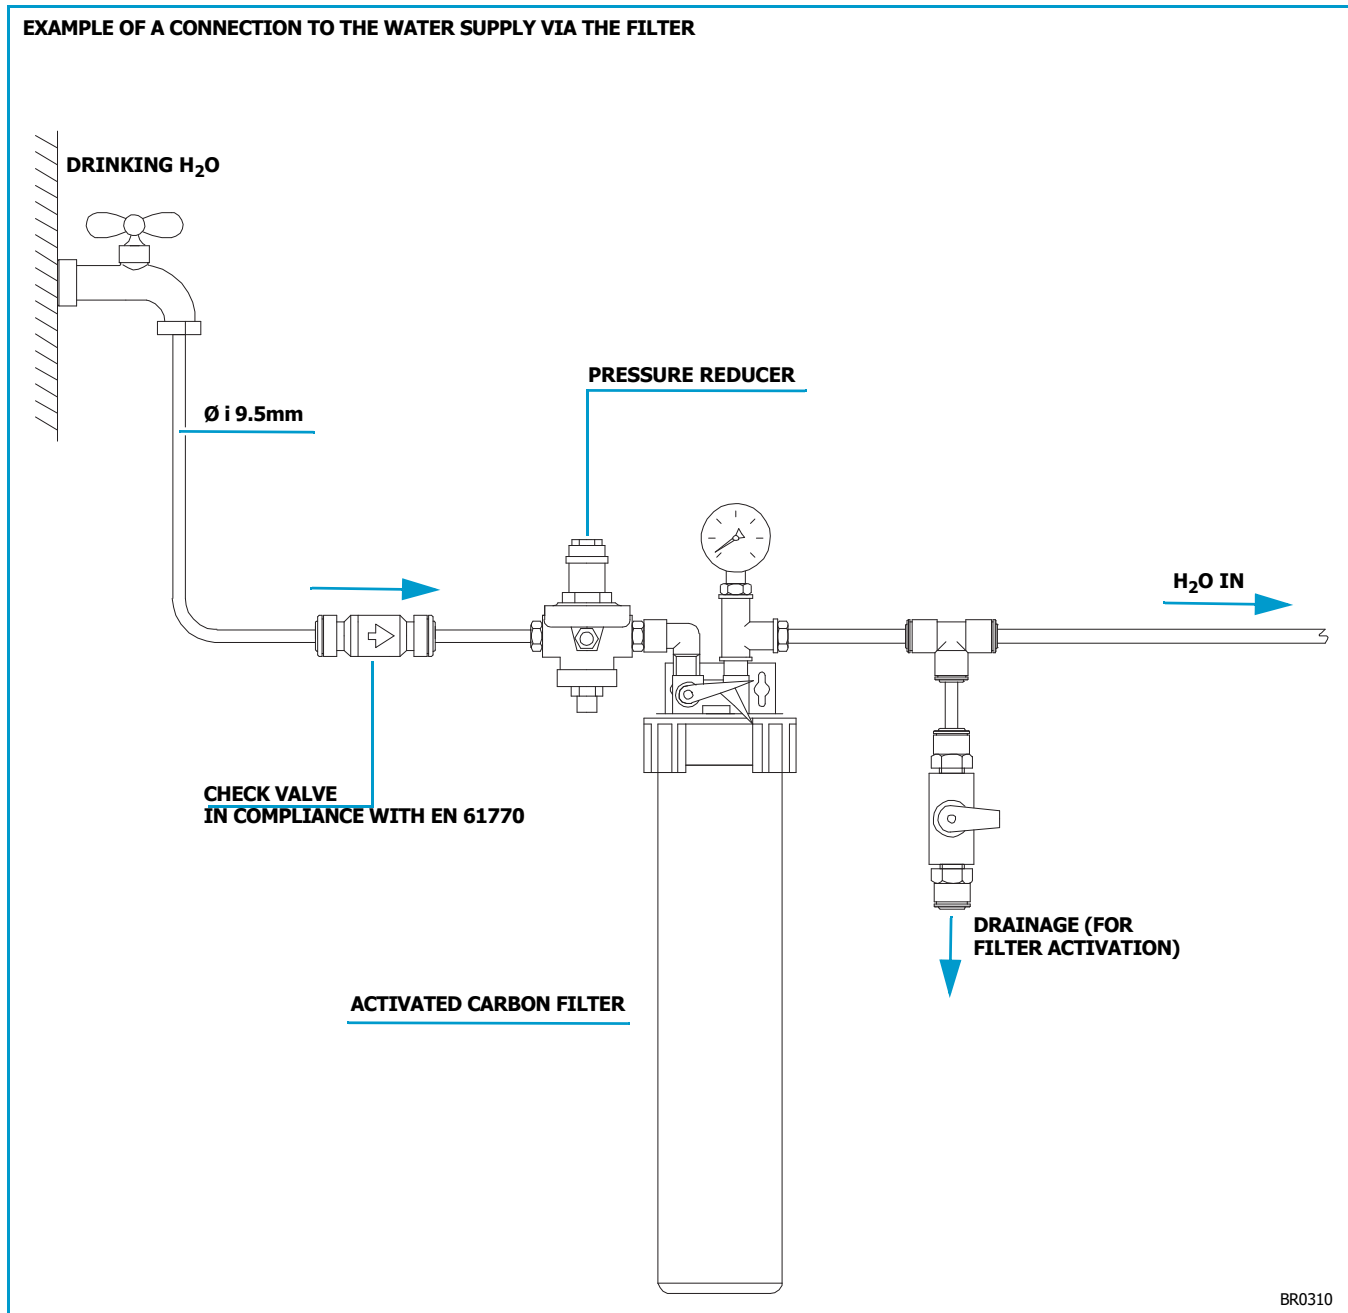 EXAMPLE OF A CONNECTION TO THE WATER SUPPLY VIA THE FILTER
DRINKING H₂O
PRESSURE REDUCER
Ø i 9.5mm
H₂O IN
CHECK VALVE
IN COMPLIANCE WITH EN 61770
DRAINAGE (FOR
FILTER ACTIVATION)
ACTIVATED CARBON FILTER
BR0310